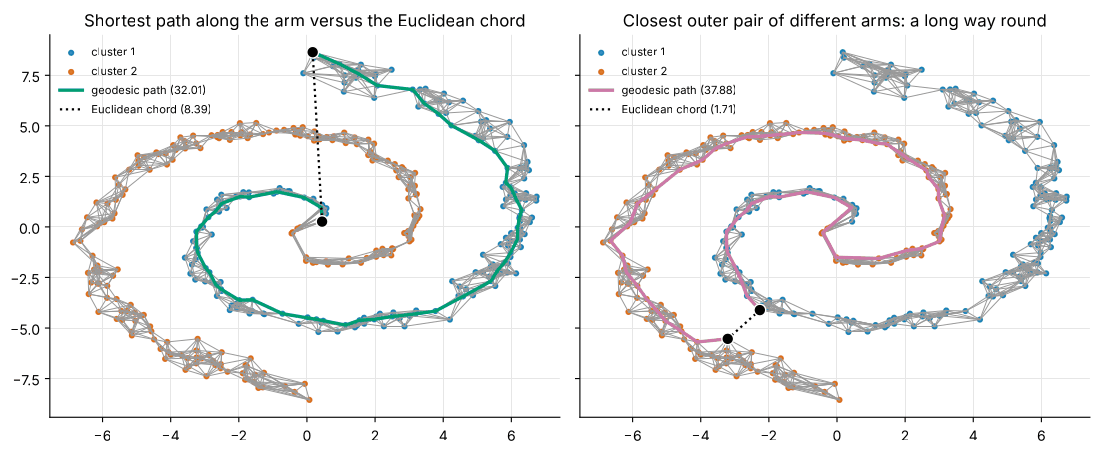 Shortest path along the arm versus the Euclidean chord
cluster 1
cluster 2
geodesic path (32.01)
Euclidean chord (8.39)
7.5
5.0
2.5
0.0
−2.5
−5.0
−7.5
−6 −4 −2 0 2 4 6
Closest outer pair of different arms: a long way round
cluster 1
cluster 2
geodesic path (37.88)
Euclidean chord (1.71)
−6 −4 −2 0 2 4 6